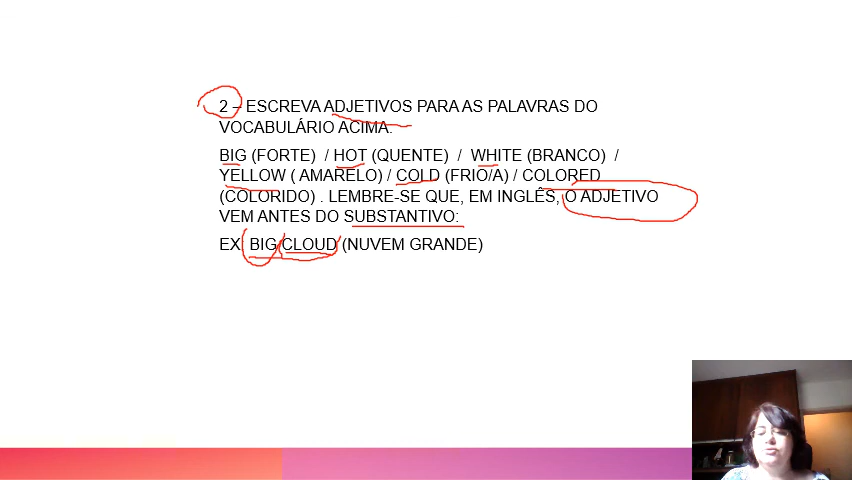 2 – ESCREVA ADJETIVOS PARA AS PALAVRAS DO
VOCABULÁRIO ACIMA:
BIG (FORTE) / HOT (QUENTE) / WHITE (BRANCO) /
YELLOW ( AMARELO) / COLD (FRIO/A) / COLORED
(COLORIDO) . LEMBRE-SE QUE, EM INGLÊS, O ADJETIVO
VEM ANTES DO SUBSTANTIVO:
EX: BIG CLOUD (NUVEM GRANDE)